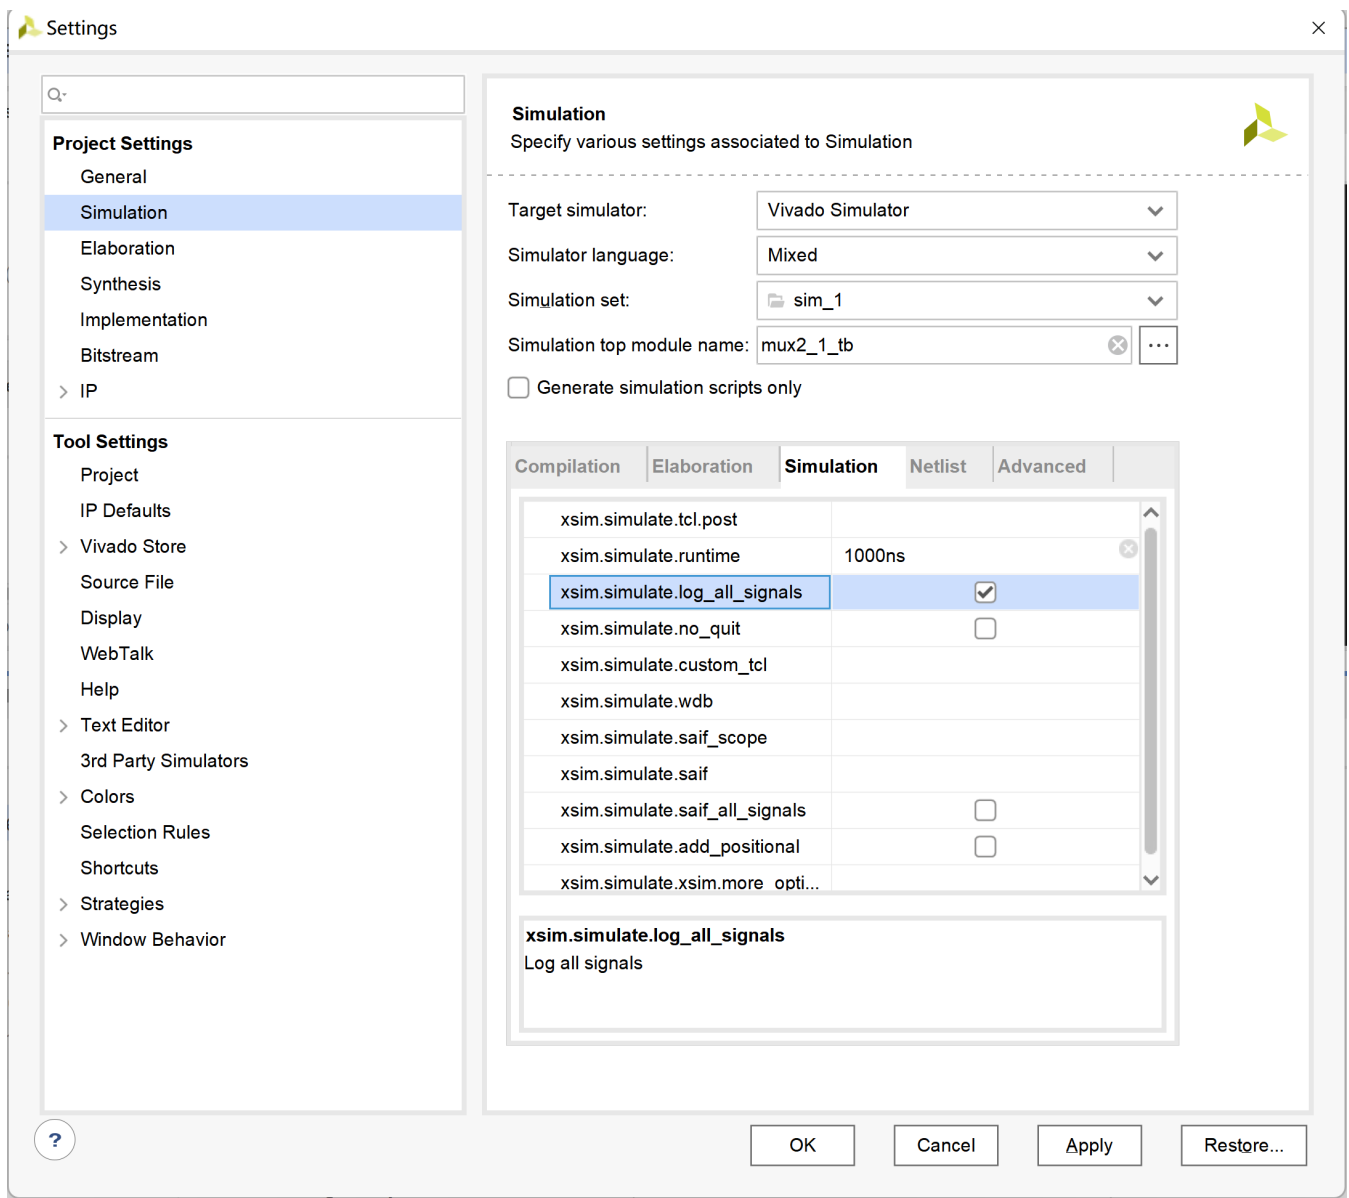 Settings
Project Settings
General
Simulation
Elaboration
Synthesis
Implementation
Bitstream
IP
Tool Settings
Project
IP Defaults
Vivado Store
Source File
Display
WebTalk
Help
Text Editor
3rd Party Simulators
Colors
Selection Rules
Shortcuts
Strategies
Window Behavior
Simulation
Specify various settings associated to Simulation
Target simulator: Vivado Simulator
Simulator language: Mixed
Simulation set: sim_1
Simulation top module name: mux2_1_tb ...
Generate simulation scripts only
Compilation Elaboration Simulation Netlist Advanced
xsim.simulate.tcl.post
xsim.simulate.runtime 1000ns
xsim.simulate.log_all_signals
xsim.simulate.no_quit
xsim.simulate.custom_tcl
xsim.simulate.wdb
xsim.simulate.saif_scope
xsim.simulate.saif
xsim.simulate.saif_all_signals
xsim.simulate.add_positional
xsim.simulate.xsim.more_opti...
xsim.simulate.log_all_signals
Log all signals
? OK Cancel Apply Restore...